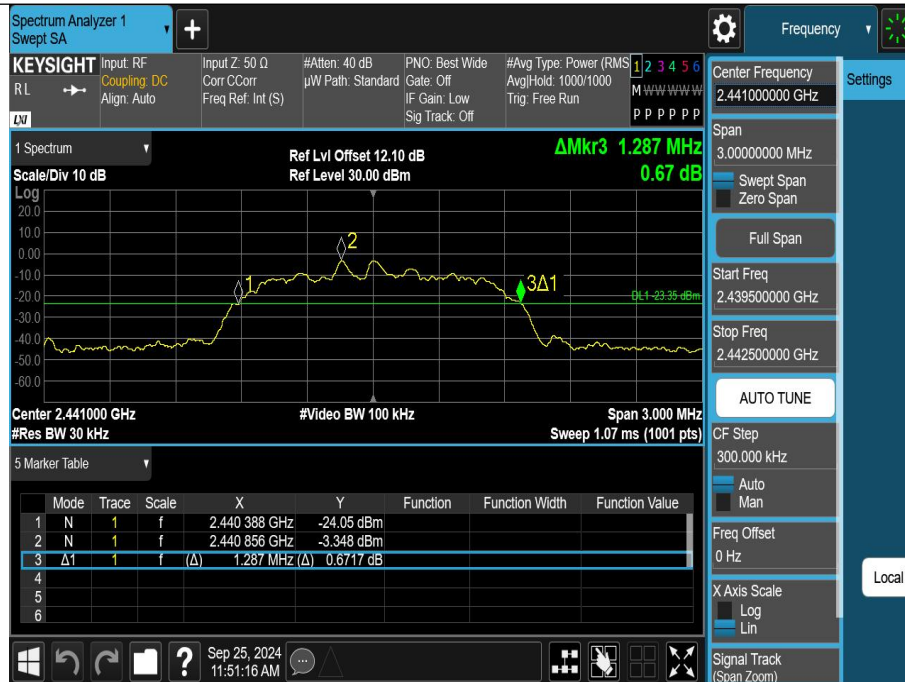 Spectrum Analyzer 1
Swept SA
+
Frequency
KEYSIGHT
RL
LXI
Input: RF
Coupling: DC
Align: Auto
Input Z: 50 Ω
Corr CCorr
Freq Ref: Int (S)
#Atten: 40 dB
µW Path: Standard
PNO: Best Wide
Gate: Off
IF Gain: Low
Sig Track: Off
#Avg Type: Power (RMS
Avg|Hold: 1000/1000
Trig: Free Run
1 2 3 4 5 6
M W W W W W
P P P P P P
1 Spectrum
Scale/Div 10 dB
Ref Lvl Offset 12.10 dB
Ref Level 30.00 dBm
ΔMkr3 1.287 MHz
0.67 dB
Log
20.0
10.0
0.00
-10.0
-20.0
-30.0
-40.0
-50.0
-60.0
1
2
3Δ1
DL1 -23.35 dBm
Center 2.441000 GHz
#Video BW 100 kHz
Span 3.000 MHz
#Res BW 30 kHz
Sweep 1.07 ms (1001 pts)
5 Marker Table
Mode Trace Scale X Y Function Function Width Function Value
1 N 1 f 2.440 388 GHz -24.05 dBm
2 N 1 f 2.440 856 GHz -3.348 dBm
3 Δ1 1 f (Δ) 1.287 MHz (Δ) 0.6717 dB
4
5
6
?
Sep 25, 2024
11:51:16 AM
Center Frequency
2.441000000 GHz
Span
3.00000000 MHz
Swept Span
Zero Span
Full Span
Start Freq
2.439500000 GHz
Stop Freq
2.442500000 GHz
AUTO TUNE
CF Step
300.000 kHz
Auto
Man
Freq Offset
0 Hz
X Axis Scale
Log
Lin
Signal Track
(Span Zoom)
Settings
Local